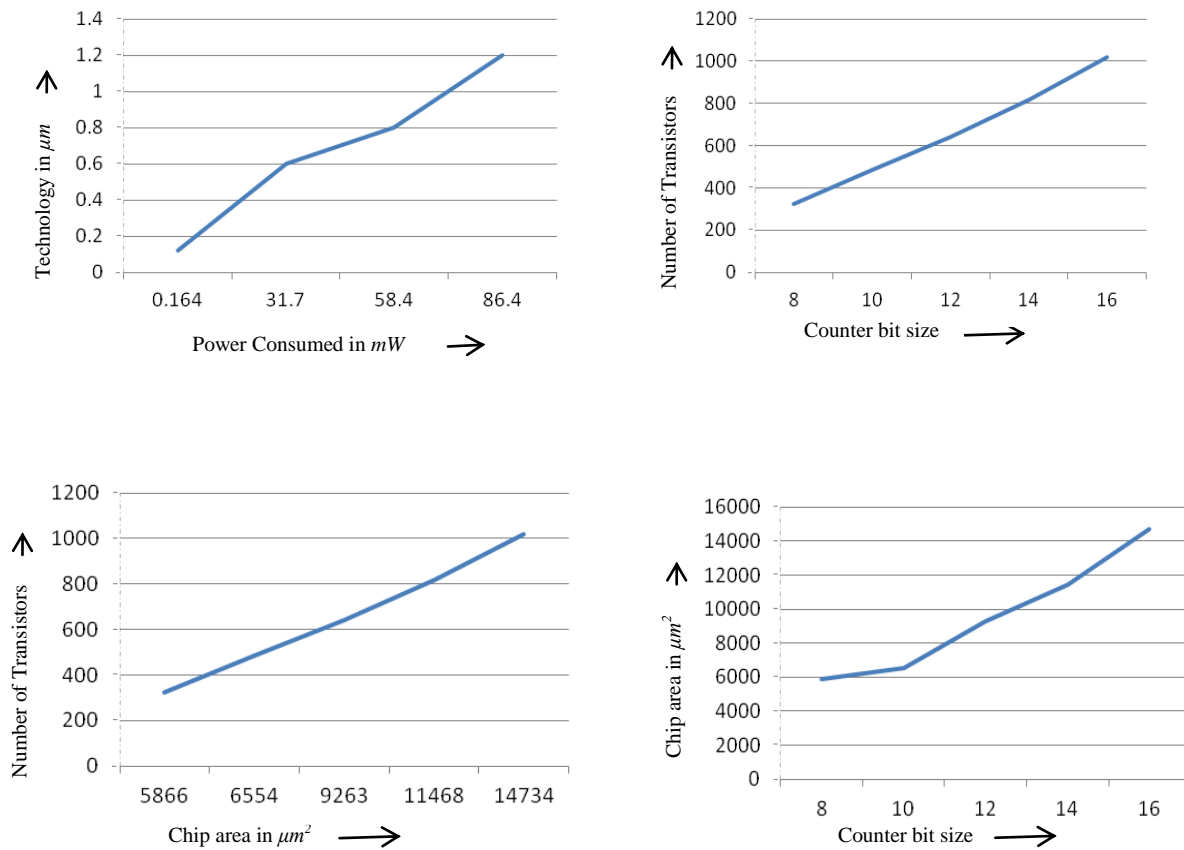 1.4
1.2
1
0.8
0.6
0.4
0.2
0
Technology in µm
0.164 31.7 58.4 86.4
Power Consumed in mW
1200
1000
800
600
400
200
0
Number of Transistors
8 10 12 14 16
Counter bit size
1200
1000
800
600
400
200
0
Number of Transistors
5866 6554 9263 11468 14734
Chip area in µm²
16000
14000
12000
10000
8000
6000
4000
2000
0
Chip area in µm²
8 10 12 14 16
Counter bit size